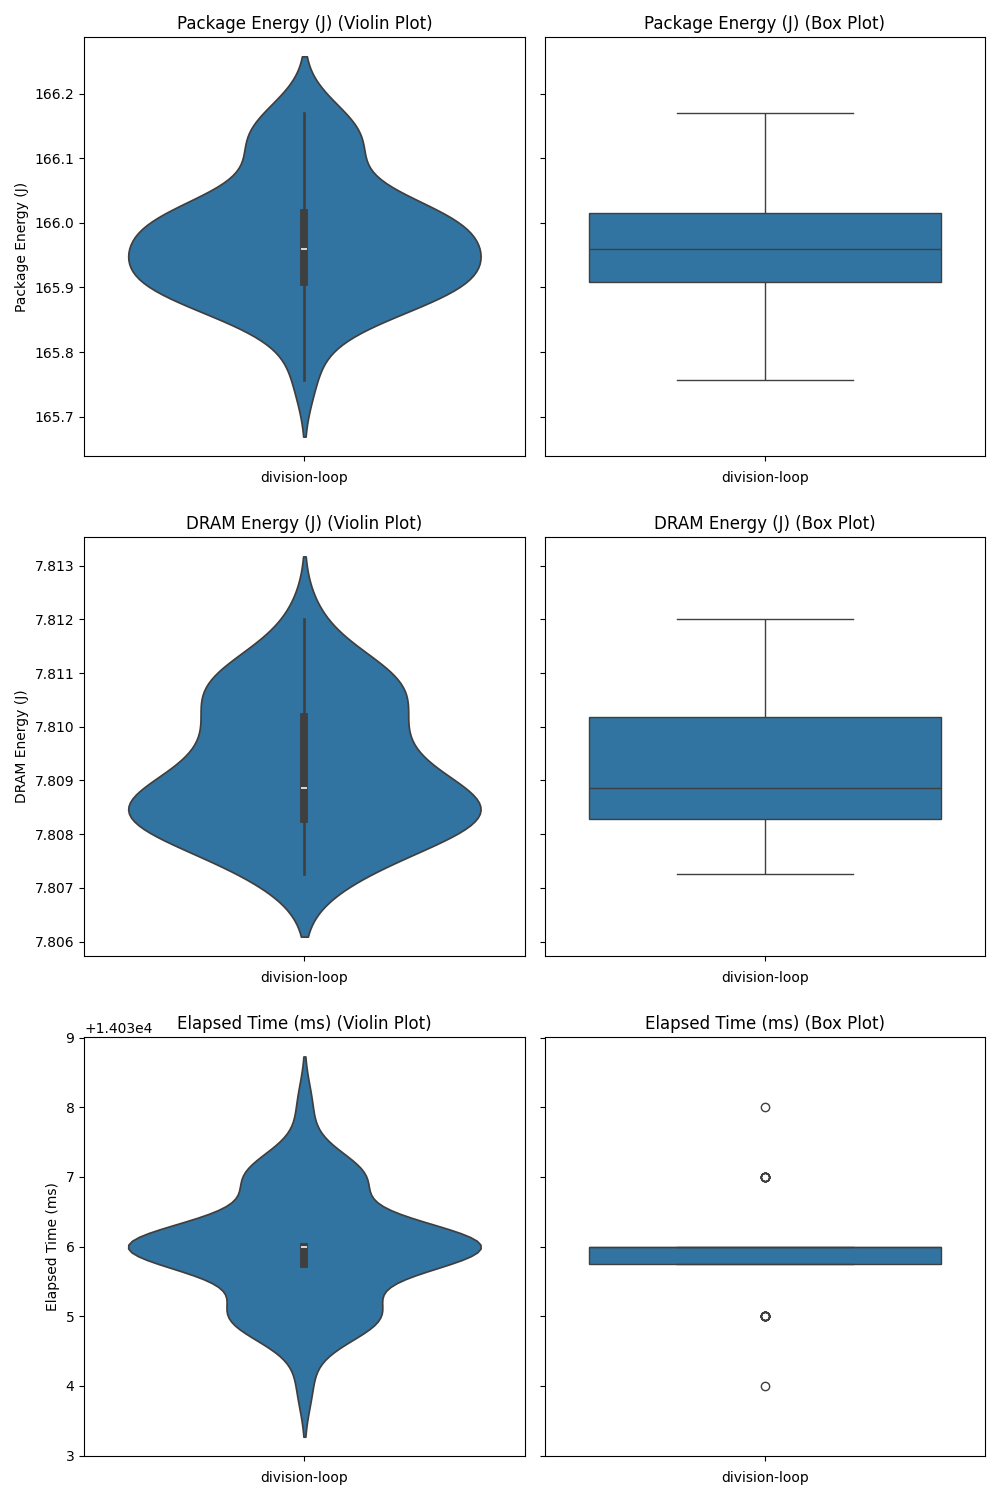 Package Energy (J) (Violin Plot)
Package Energy (J) (Box Plot)
Package Energy (J)
166.2
166.1
166.0
165.9
165.8
165.7
division-loop
division-loop
DRAM Energy (J) (Violin Plot)
DRAM Energy (J) (Box Plot)
DRAM Energy (J)
7.813
7.812
7.811
7.810
7.809
7.808
7.807
7.806
division-loop
division-loop
+1.403e4
Elapsed Time (ms) (Violin Plot)
Elapsed Time (ms) (Box Plot)
Elapsed Time (ms)
9
8
7
6
5
4
3
division-loop
division-loop